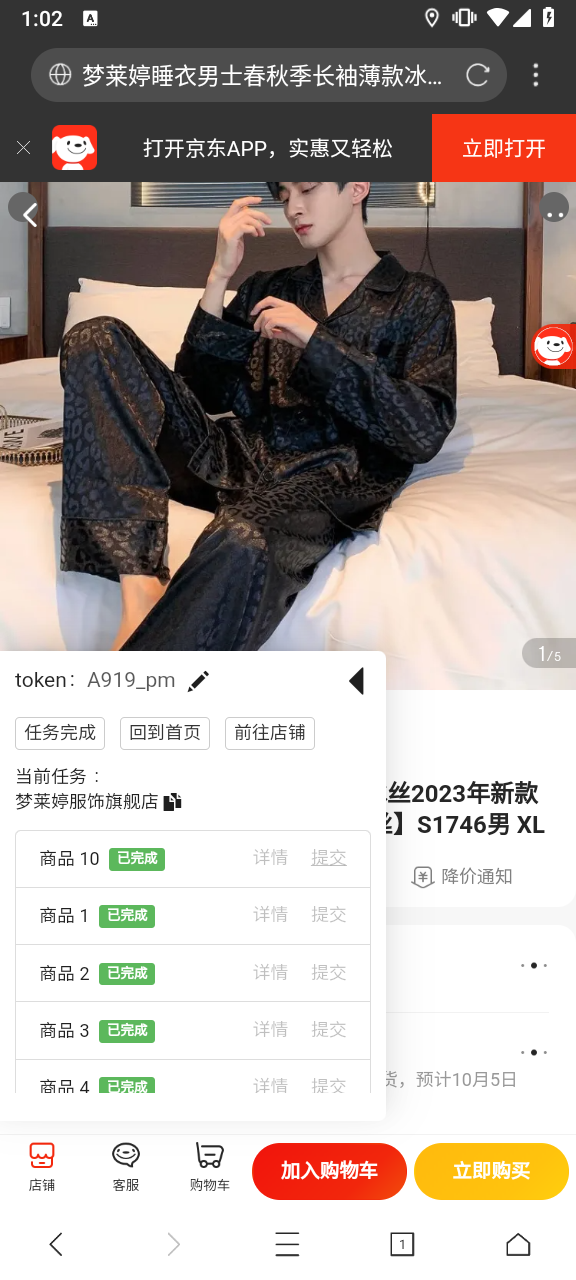 1:02
A
梦莱婷睡衣男士春秋季长袖薄款冰…
打开京东APP，实惠又轻松
立即打开
GIVE
1/5
token： A919_pm
任务完成 回到首页 前往店铺
当前任务：
梦莱婷服饰旗舰店
丝2023年新款
】S1746男 XL
降价通知
商品 10 已完成 详情 提交
商品 1 已完成 详情 提交
商品 2 已完成 详情 提交
商品 3 已完成 详情 提交
商品 4 已完成 详情 提交
货，预计10月5日
店铺
客服
购物车
加入购物车
立即购买
1